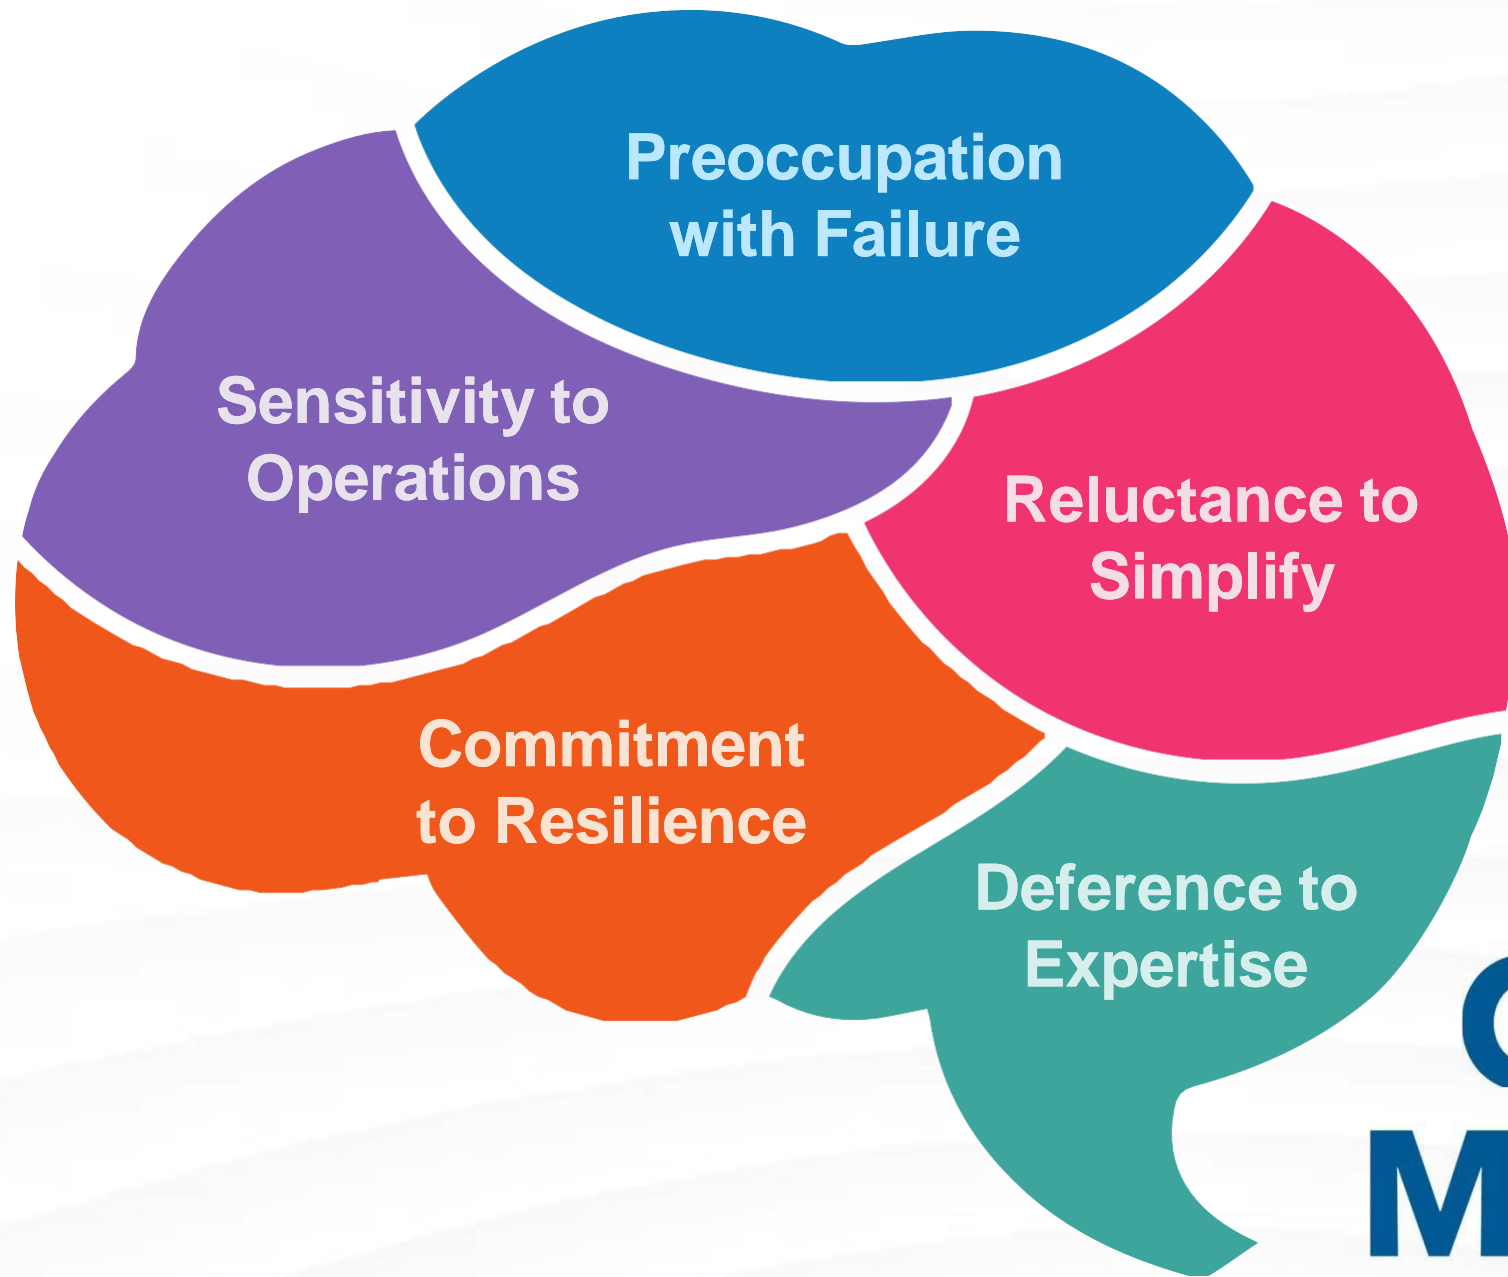 Preoccupation
with Failure
Sensitivity to
Operations
Reluctance to
Simplify
Commitment
to Resilience
Deference to
Expertise
M